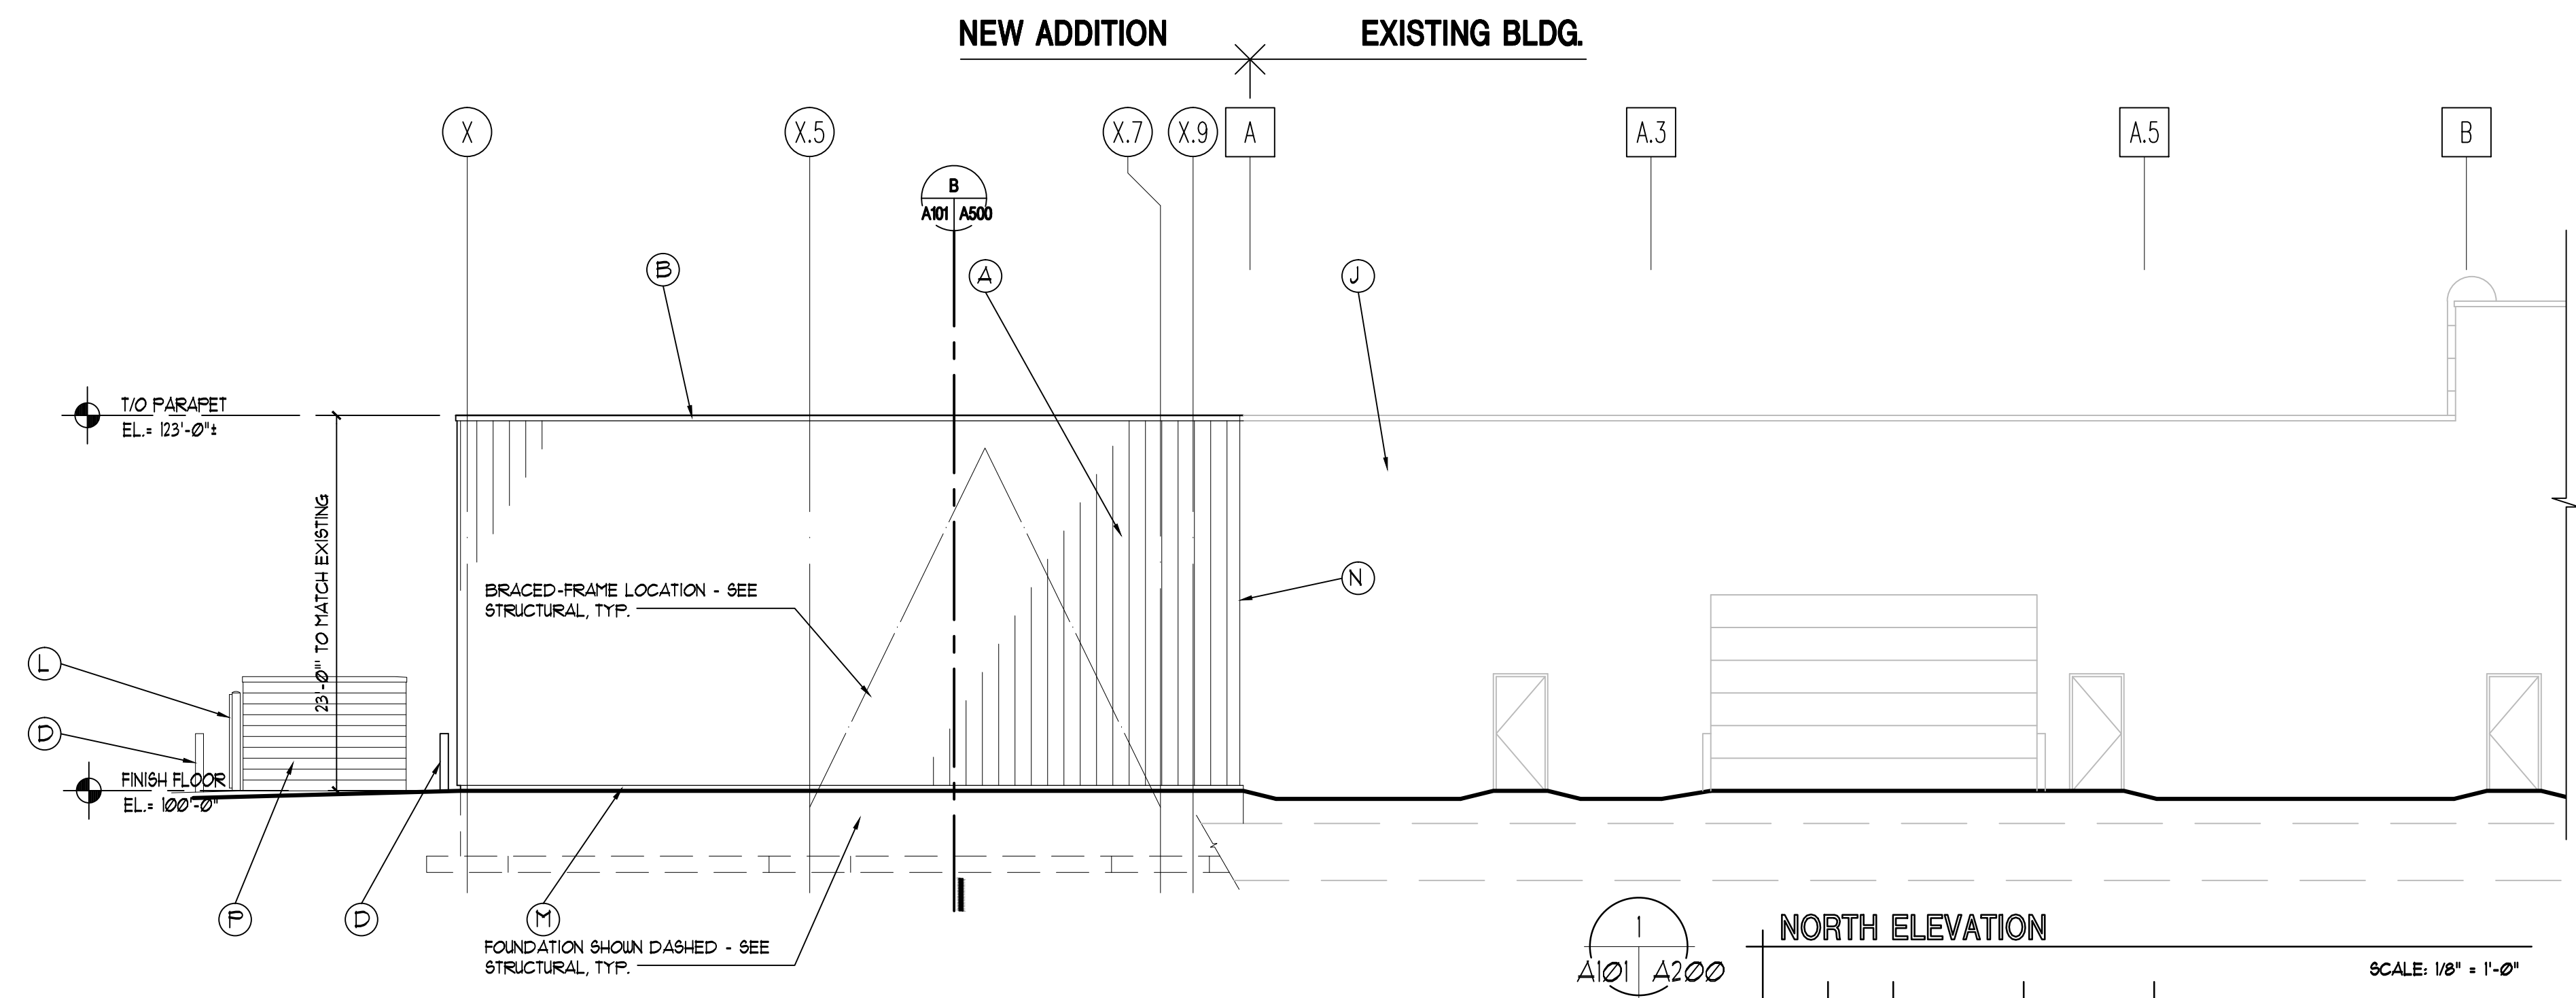 NEW ADDITION
EXISTING BLDG.
X
X.5
X.7
X.9
A
A.3
A.5
B
B
A101 A500
B
A
J
T/O PARAPET
EL.= 123'-0"±
23'-0"" TO MATCH EXISTING
BRACED-FRAME LOCATION - SEE
STRUCTURAL, TYP.
N
L
D
FINISH FLOOR
EL.= 100'-0"
P
D
M
FOUNDATION SHOWN DASHED - SEE
STRUCTURAL, TYP.
1
A101 A200
NORTH ELEVATION
SCALE: 1/8" = 1'-0"